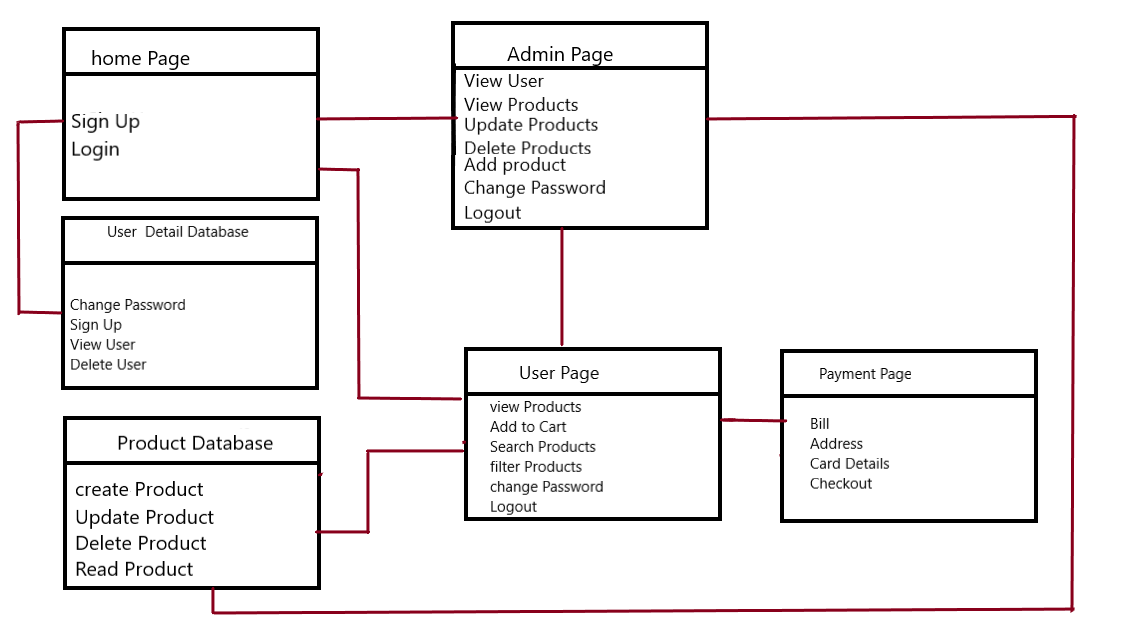 home Page
Sign Up
Login
Admin Page
View User
View Products
Update Products
Delete Products
Add product
Change Password
Logout
User Detail Database
Change Password
Sign Up
View User
Delete User
User Page
view Products
Add to Cart
Search Products
filter Products
change Password
Logout
Payment Page
Bill
Address
Card Details
Checkout
Product Database
create Product
Update Product
Delete Product
Read Product